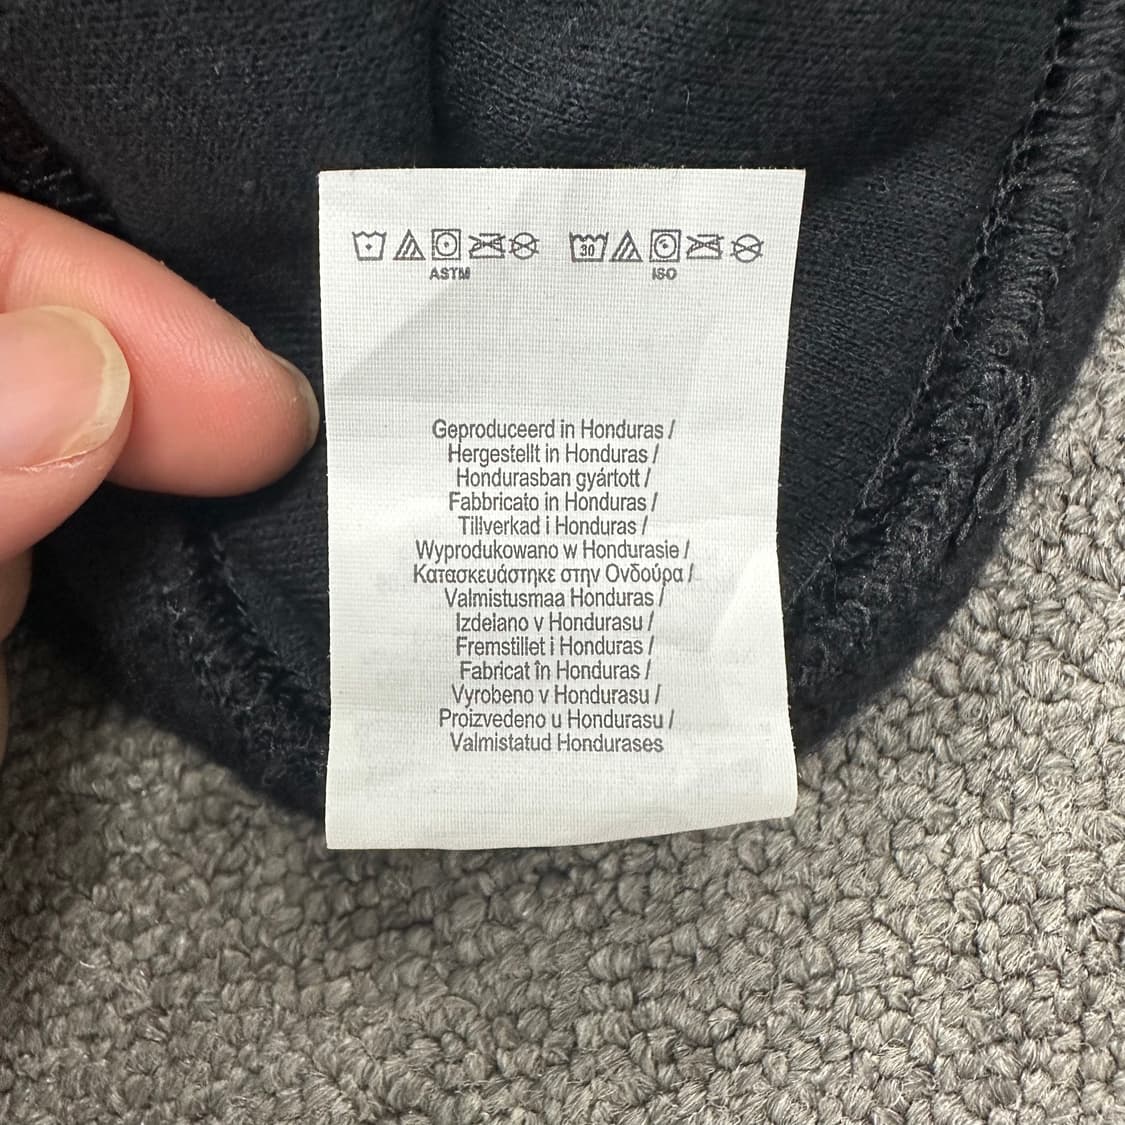 30
ASTM ISO
Geproduceerd in Honduras /
Hergestellt in Honduras /
Hondurasban gyártott /
Fabbricato in Honduras /
Tillverkad i Honduras /
Wyprodukowano w Hondurasie /
Κατασκευάστηκε στην Ονδούρα /
Valmistusmaa Honduras /
Izdelano v Hondurasu /
Fremstillet i Honduras /
Fabricat în Honduras /
Vyrobeno v Hondurasu /
Proizvedeno u Hondurasu /
Valmistatud Hondurases